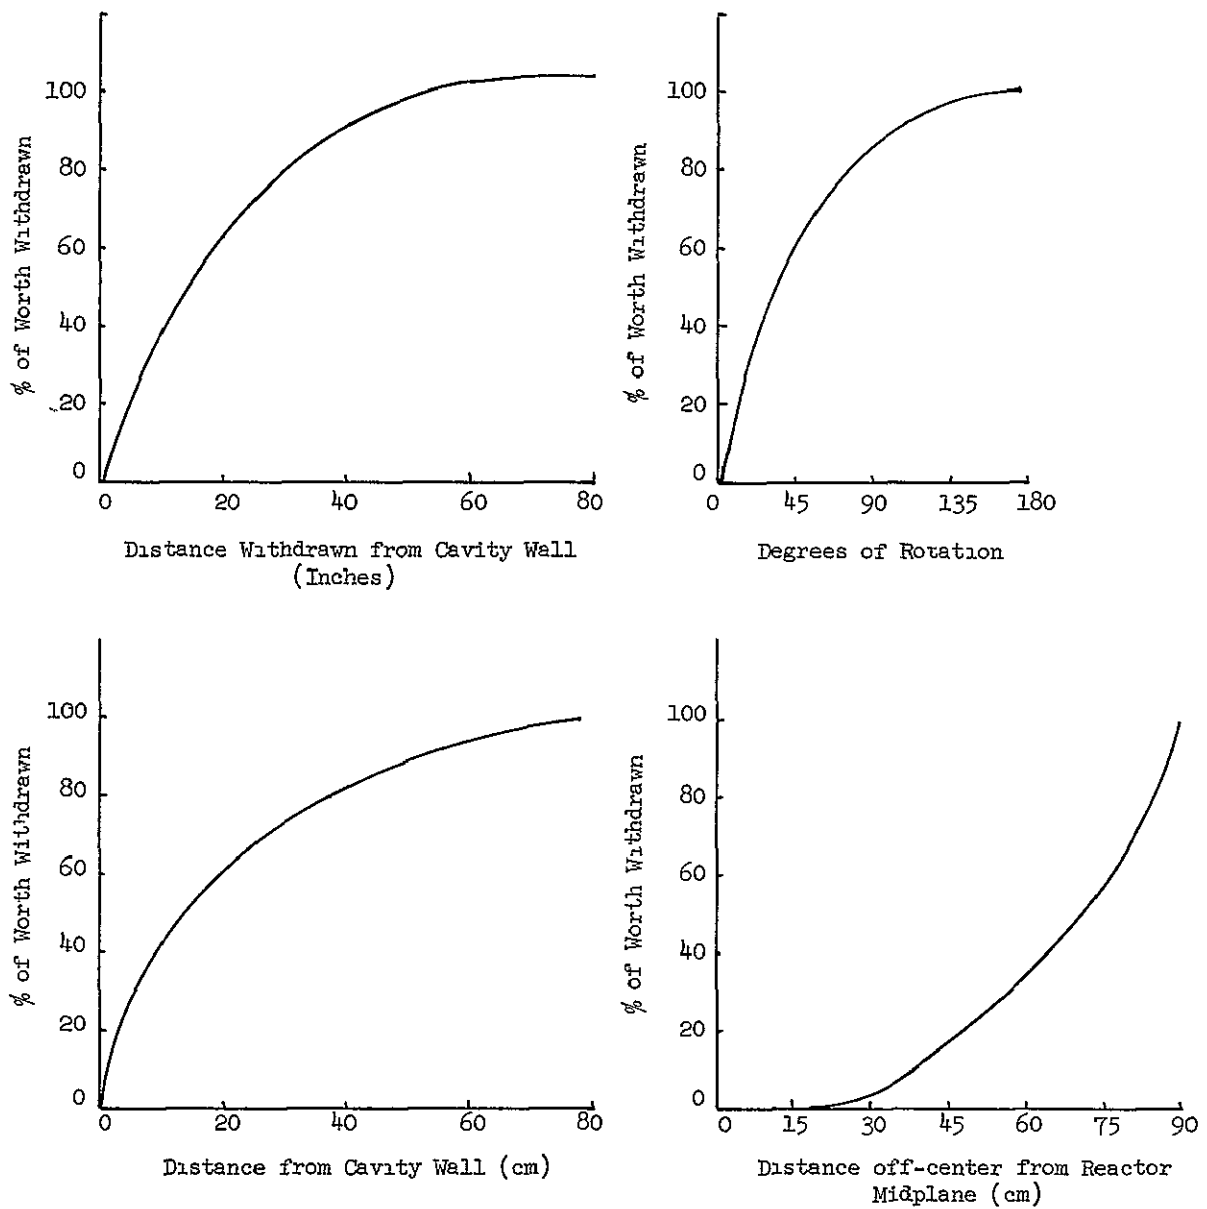 100
80
60
40
20
0
% of Worth Withdrawn
0 20 40 60 80
Distance Withdrawn from Cavity Wall
(Inches)
100
80
60
40
20
0
% of Worth Withdrawn
0 45 90 135 180
Degrees of Rotation
100
80
60
40
20
0
% of Worth Withdrawn
0 20 40 60 80
Distance from Cavity Wall (cm)
100
80
60
40
20
0
% of Worth Withdrawn
0 15 30 45 60 75 90
Distance off-center from Reactor
Midplane (cm)